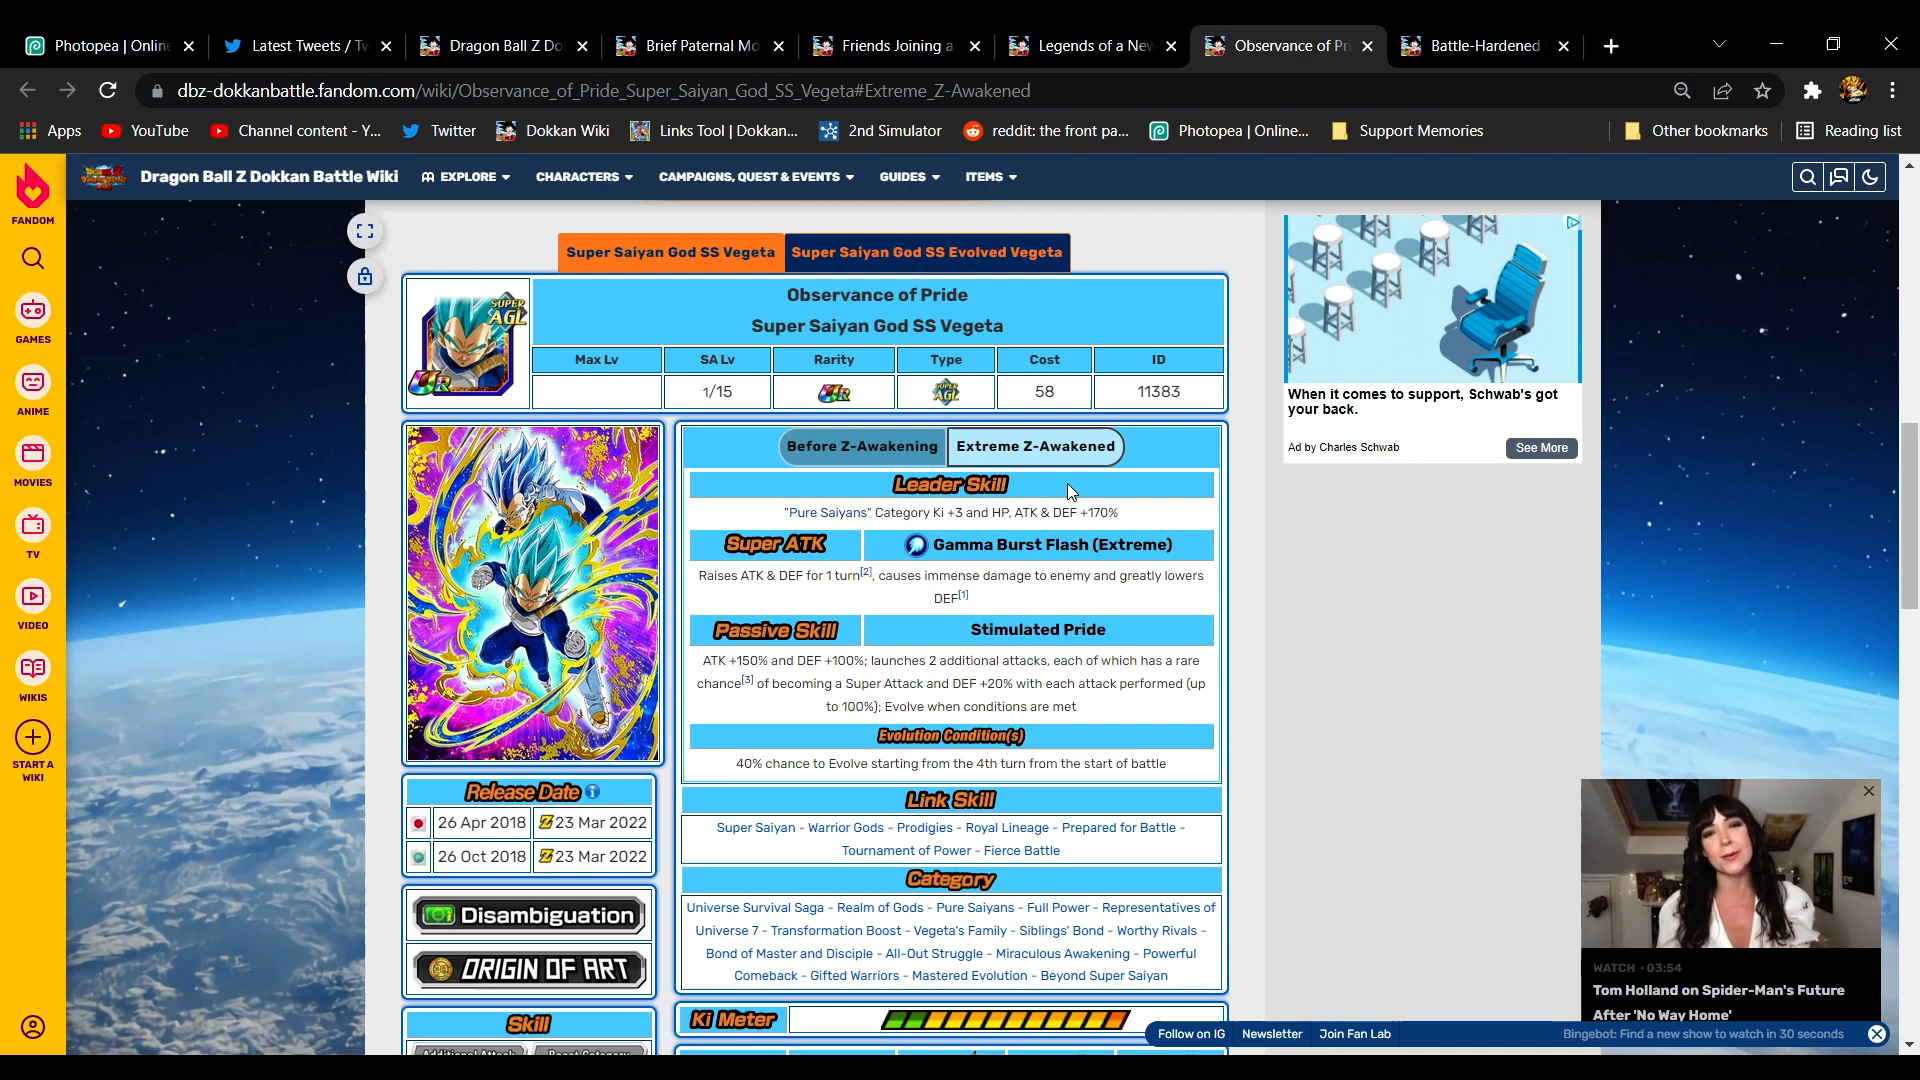 Photopea | Online
Latest Tweets / Tw
Dragon Ball Z Do
Brief Paternal Mo
Friends Joining a
Legends of a Nev
Observance of Pri
Battle-Hardened
dbz-dokkanbattle.fandom.com/wiki/Observance_of_Pride_Super_Saiyan_God_SS_Vegeta#Extreme_Z-Awakened
Apps YouTube Channel content - Y... Twitter Dokkan Wiki Links Tool | Dokkan... 2nd Simulator reddit: the front pa... Photopea | Online... Support Memories Other bookmarks Reading list
Dragon Ball Z Dokkan Battle Wiki EXPLORE CHARACTERS CAMPAIGNS, QUEST & EVENTS GUIDES ITEMS
FANDOM
GAMES
ANIME
MOVIES
TV
VIDEO
WIKIS
START A
WIKI
Super Saiyan God SS Vegeta Super Saiyan God SS Evolved Vegeta
SUPER
AGL
UR
Observance of Pride
Super Saiyan God SS Vegeta
Max Lv SA Lv Rarity Type Cost ID
1/15 UR SUPER AGL 58 11383
Before Z-Awakening Extreme Z-Awakened
Leader Skill
"Pure Saiyans" Category Ki +3 and HP, ATK & DEF +170%
Super ATK Gamma Burst Flash (Extreme)
Raises ATK & DEF for 1 turn[2], causes immense damage to enemy and greatly lowers
DEF[1]
Passive Skill Stimulated Pride
ATK +150% and DEF +100%; launches 2 additional attacks, each of which has a rare
chance[3] of becoming a Super Attack and DEF +20% with each attack performed (up
to 100%); Evolve when conditions are met
Evolution Condition(s)
40% chance to Evolve starting from the 4th turn from the start of battle
Link Skill
Super Saiyan - Warrior Gods - Prodigies - Royal Lineage - Prepared for Battle -
Tournament of Power - Fierce Battle
Category
Universe Survival Saga - Realm of Gods - Pure Saiyans - Full Power - Representatives of
Universe 7 - Transformation Boost - Vegeta's Family - Siblings' Bond - Worthy Rivals -
Bond of Master and Disciple - All-Out Struggle - Miraculous Awakening - Powerful
Comeback - Gifted Warriors - Mastered Evolution - Beyond Super Saiyan
Ki Meter
Release Date
26 Apr 2018 Z 23 Mar 2022
26 Oct 2018 Z 23 Mar 2022
Disambiguation
ORIGIN OF ART
Skill
Additional Attack Boost Category
When it comes to support, Schwab's got
your back.
Ad by Charles Schwab See More
WATCH • 03:54
Tom Holland on Spider-Man's Future
After 'No Way Home'
Follow on IG Newsletter Join Fan Lab Bingebot: Find a new show to watch in 30 seconds